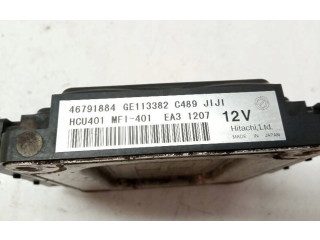 46791884 GE113382 C489 J1J1
HCU401 MFI-401 EA3 1207 12V
Hitachi,Ltd.
MADE IN JAPAN